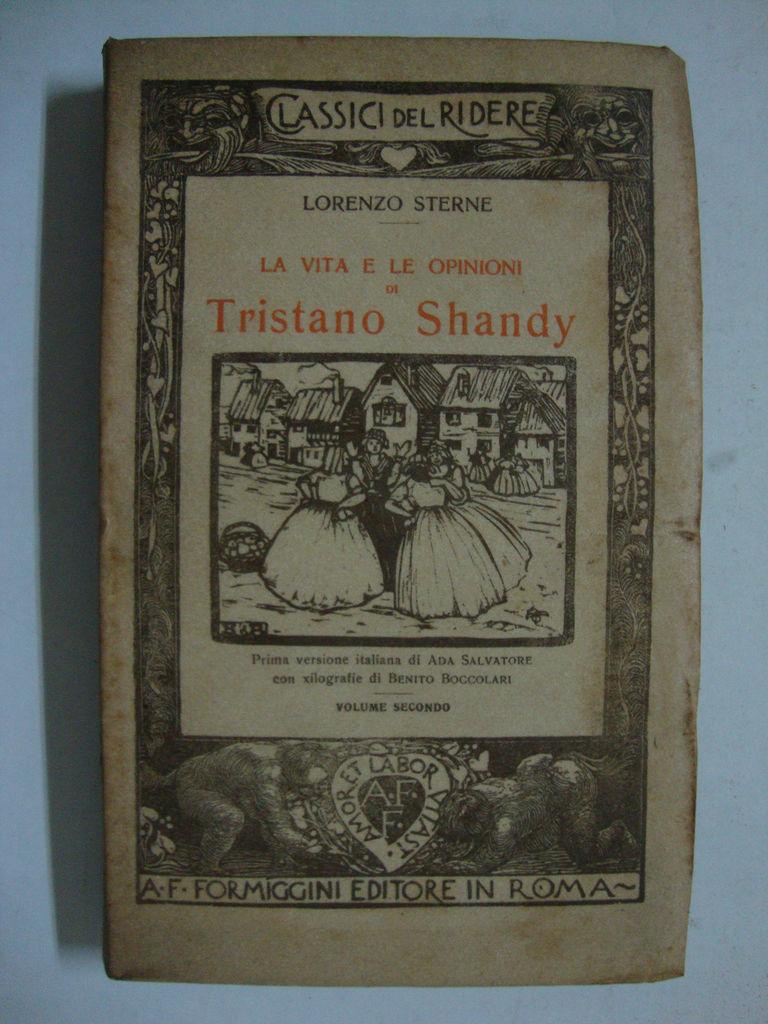 CLASSICI DEL RIDERE
LORENZO STERNE
LA VITA E LE OPINIONI
DI
Tristano Shandy
Prima versione italiana di ADA SALVATORE
con xilografie di BENITO BOCCOLARI
VOLUME SECONDO
AMOR ET LABOR VITAST
A·F·
F
A·F· FORMIGGINI EDITORE IN ROMA